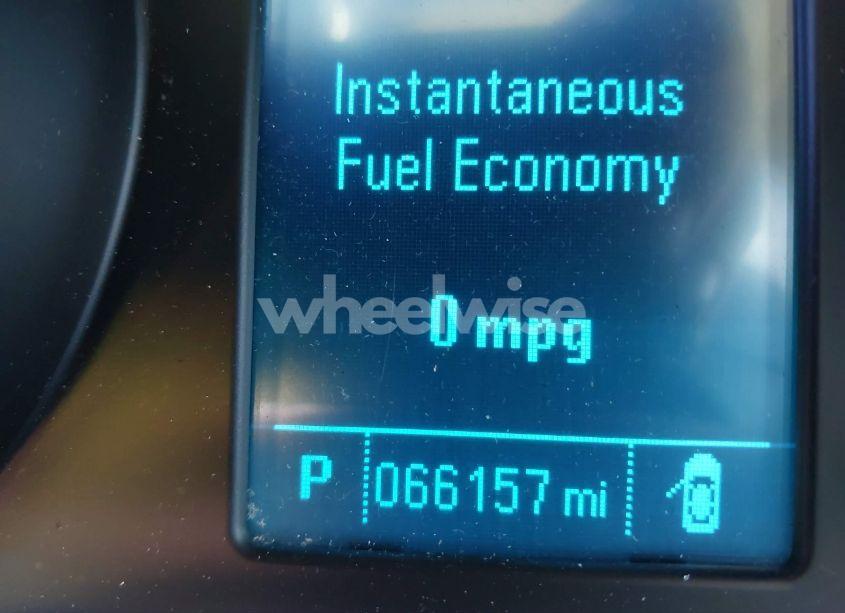 Instantaneous
Fuel Economy
wheelwise
0 mpg
P 066157 mi